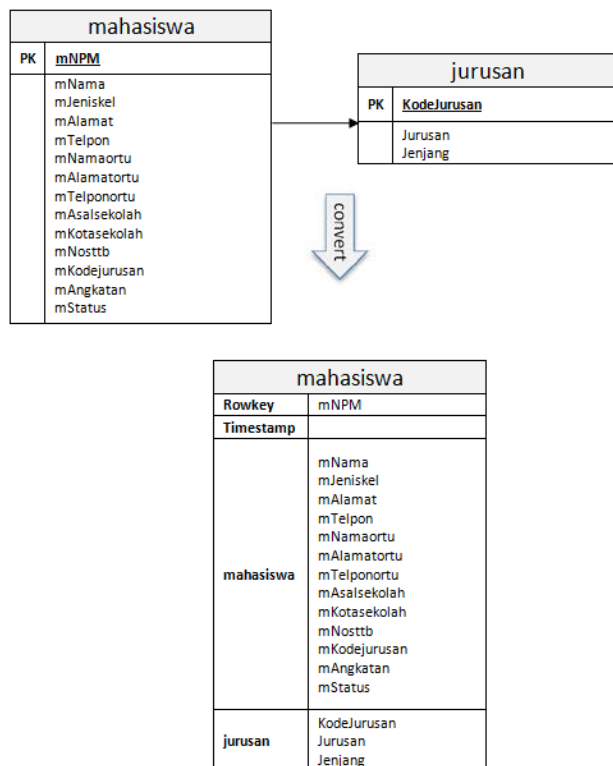 mahasiswa
PK mNPM
mNama
mJeniskel
mAlamat
mTelpon
mNamaortu
mAlamatortu
mTelponortu
mAsalsekolah
mKotasekolah
mNosttb
mKodejurusan
mAngkatan
mStatus
jurusan
PK KodeJurusan
Jurusan
Jenjang
convert
mahasiswa
Rowkey mNPM
Timestamp
mahasiswa
mNama
mJeniskel
mAlamat
mTelpon
mNamaortu
mAlamatortu
mTelponortu
mAsalsekolah
mKotasekolah
mNosttb
mKodejurusan
mAngkatan
mStatus
jurusan
KodeJurusan
Jurusan
Jenjang